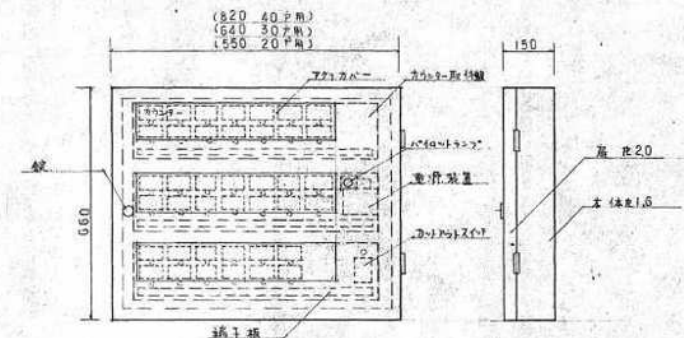 (820 40戸用)
(640 30戸用)
(550 20戸用)
150
アクリカバー
カウンター取付板
カウンター
パイロットランプ
錠
扉 t2.0
電源装置
本体t1.6
660
カットアウトスイッチ
端子板